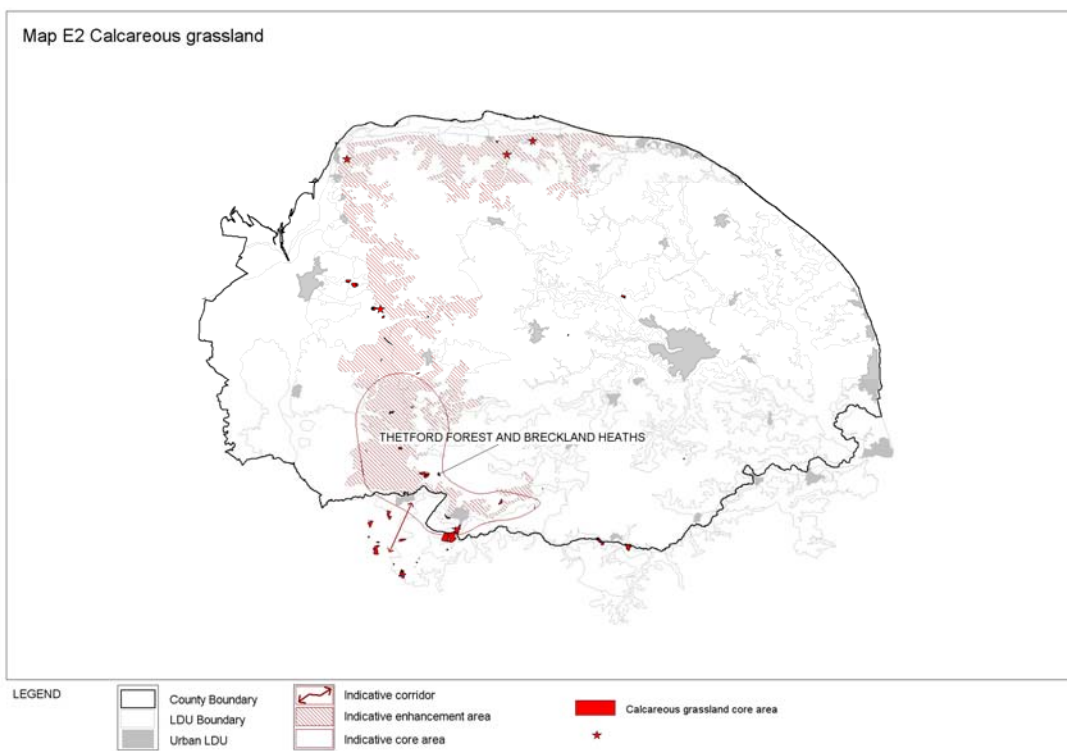 Map E2 Calcareous grassland
THETFORD FOREST AND BRECKLAND HEATHS
LEGEND
County Boundary
LDU Boundary
Urban LDU
Indicative corridor
Indicative enhancement area
Indicative core area
Calcareous grassland core area